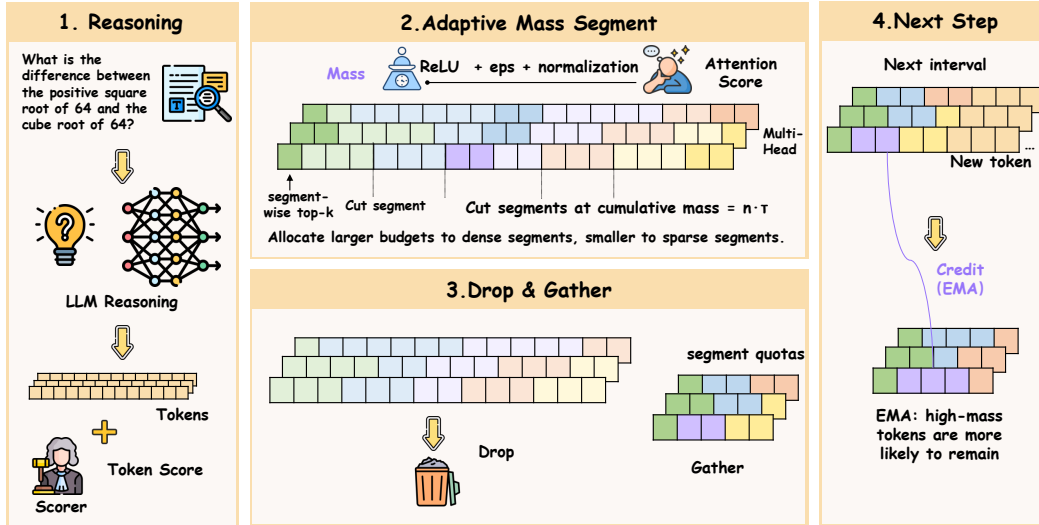 1. Reasoning
What is the
difference between
the positive square
root of 64 and the
cube root of 64?
T
LLM Reasoning
Tokens
Token Score
Scorer
2.Adaptive Mass Segment
Mass
ReLU + eps + normalization
Attention
Score
Multi-
Head
segment-
wise top-k
Cut segment
Cut segments at cumulative mass = n·τ
Allocate larger budgets to dense segments, smaller to sparse segments.
3.Drop & Gather
Drop
segment quotas
Gather
4.Next Step
Next interval
...
New token
Credit
(EMA)
EMA: high-mass
tokens are more
likely to remain